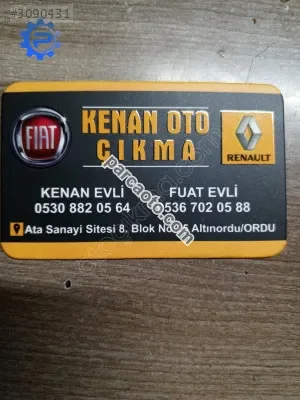 #3090431
FIAT
KENAN OTO
ÇIKMA
RENAULT
KENAN EVLİ
0530 882 05 64
FUAT EVLİ
0536 702 05 88
Ata Sanayi Sitesi 8. Blok Altınordu/ORDU
parcaoto.com